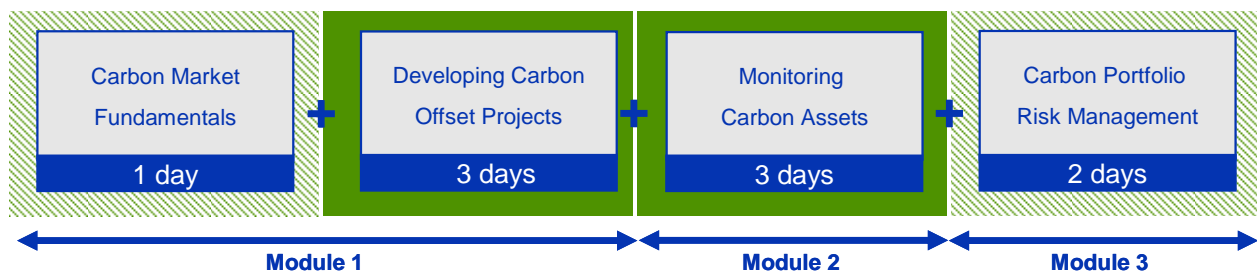 Carbon Market
Fundamentals
1 day
+
Developing Carbon
Offset Projects
3 days
+
Monitoring
Carbon Assets
3 days
+
Carbon Portfolio
Risk Management
2 days
Module 1
Module 2
Module 3